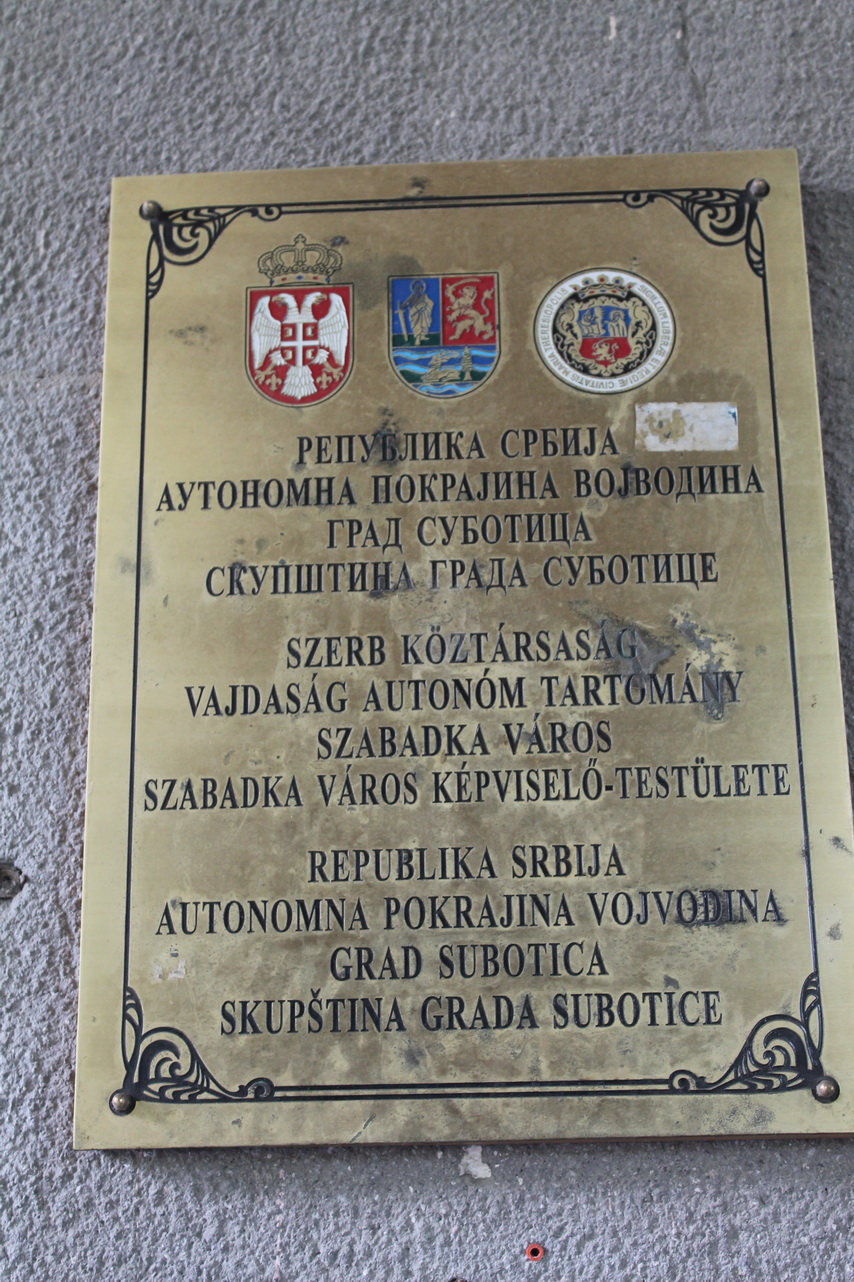 РЕПУБЛИКА СРБИЈА
АУТОНОМНА ПОКРАЈИНА ВОЈВОДИНА
ГРАД СУБОТИЦА
СКУПШТИНА ГРАДА СУБОТИЦЕ
SZERB KÖZTÁRSASÁG
VAJDASÁG AUTONÓM TARTOMÁNY
SZABADKA VÁROS
SZABADKA VÁROS KÉPVISELŐ-TESTÜLETE
REPUBLIKA SRBIJA
AUTONOMNA POKRAJINA VOJVODINA
GRAD SUBOTICA
SKUPŠTINA GRADA SUBOTICE